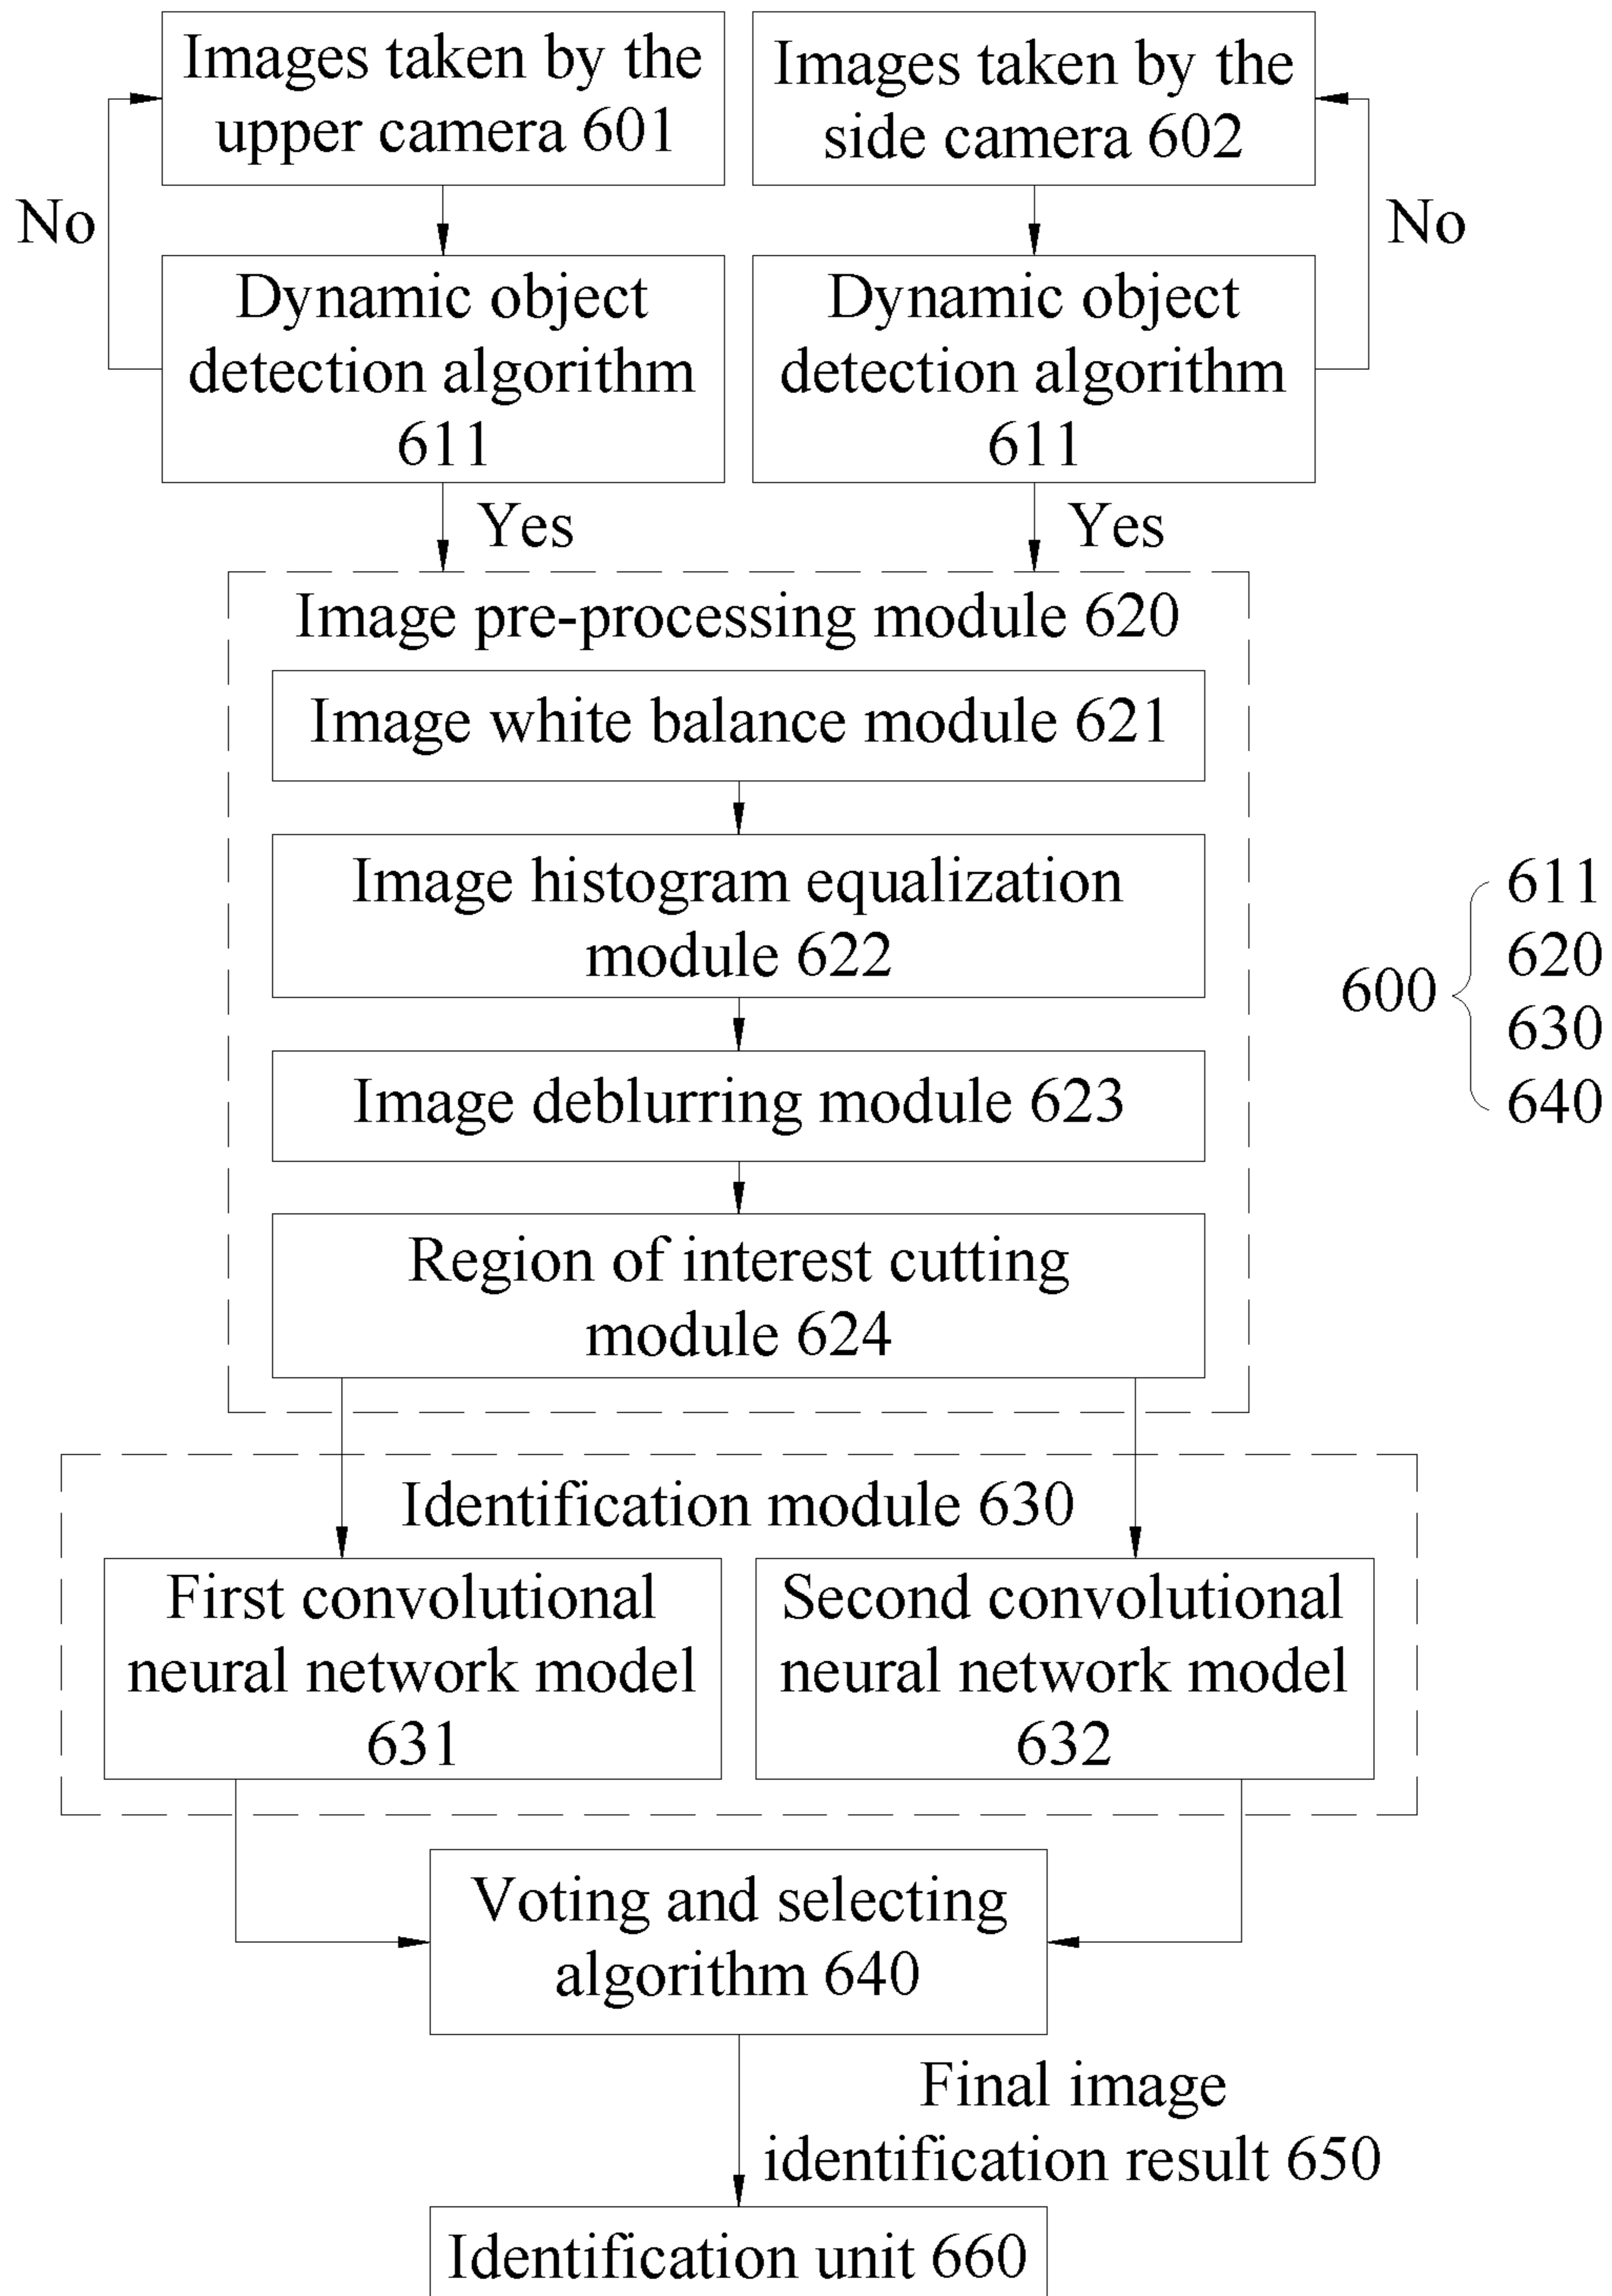 Images taken by the
upper camera 601
Images taken by the
side camera 602
No
No
Dynamic object
detection algorithm
611
Dynamic object
detection algorithm
611
Yes
Yes
Image pre-processing module 620
Image white balance module 621
Image histogram equalization
module 622
Image deblurring module 623
Region of interest cutting
module 624
600
611
620
630
640
Identification module 630
First convolutional
neural network model
631
Second convolutional
neural network model
632
Voting and selecting
algorithm 640
Final image
identification result 650
Identification unit 660